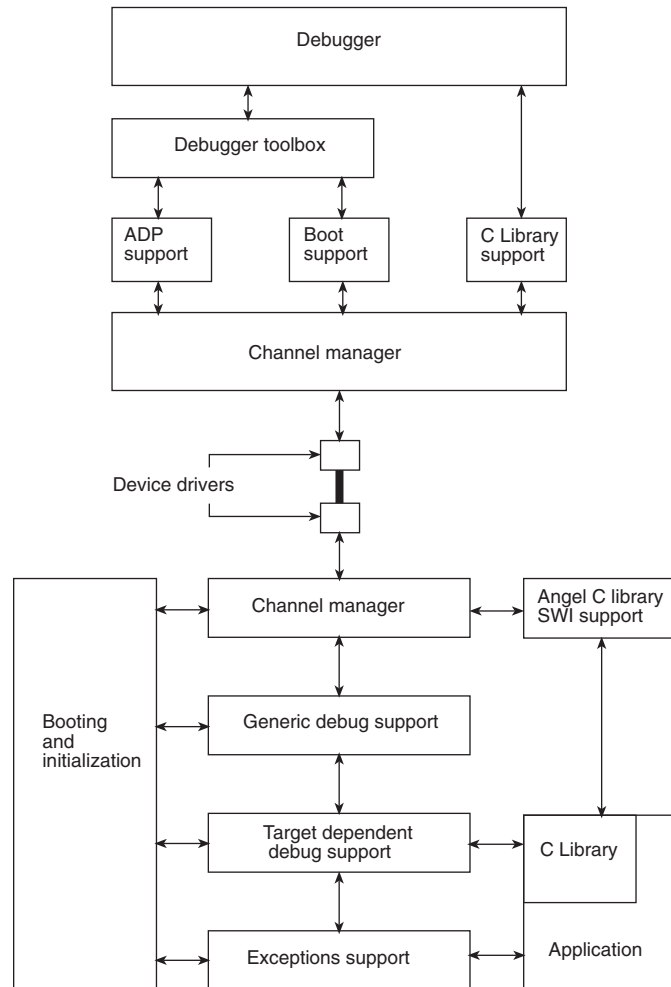 Debugger
Debugger toolbox
ADP
support
Boot
support
C Library
support
Channel manager
Device drivers
Channel manager
Angel C library
SWI support
Booting
and
initialization
Generic debug support
Target dependent
debug support
C Library
Exceptions support
Application